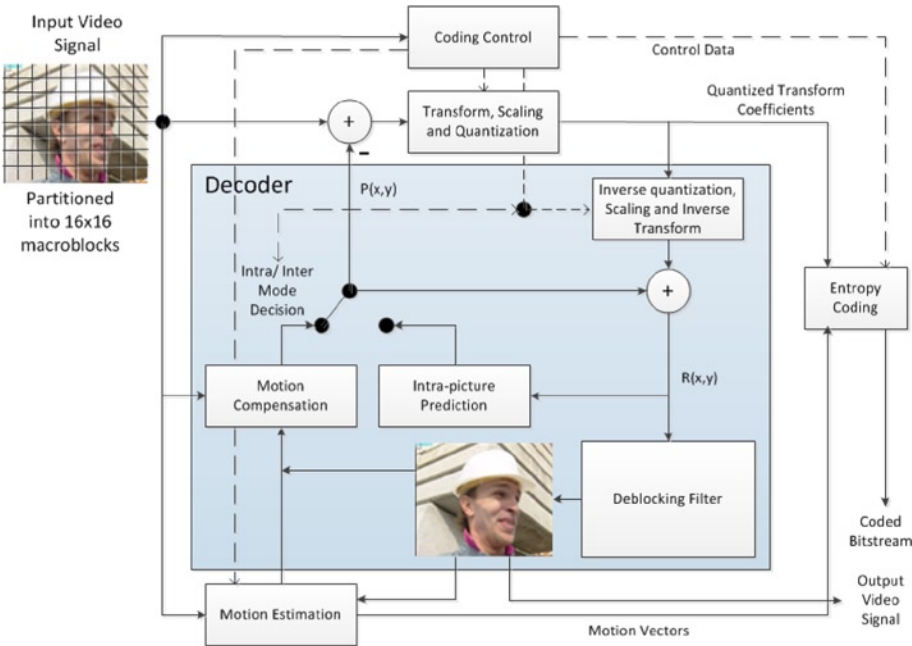 Input Video
Signal
Partitioned
into 16x16
macroblocks
Coding Control
Control Data
+
–
Transform, Scaling
and Quantization
Quantized Transform
Coefficients
Decoder
P(x,y)
Inverse quantization,
Scaling and Inverse
Transform
Intra/ Inter
Mode
Decision
+
Entropy
Coding
Motion
Compensation
Intra-picture
Prediction
R(x,y)
Deblocking Filter
Coded
Bitstream
Output
Video
Signal
Motion Estimation
Motion Vectors